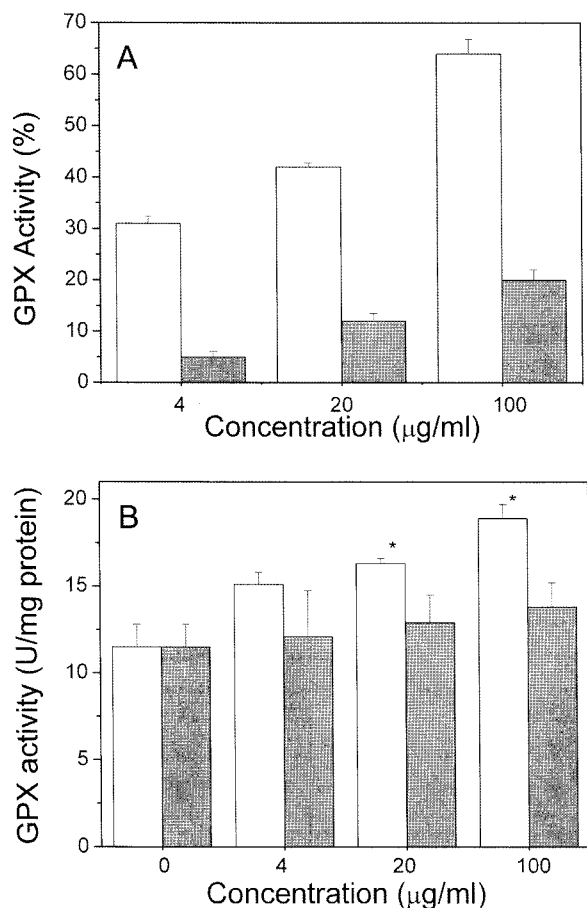 A
GPX Activity (%)
70
60
50
40
30
20
10
0
4 20 100
Concentration (μg/ml)
B
GPX activity (U/mg protein)
20
15
10
5
0
* *
0 4 20 100
Concentration (μg/ml)